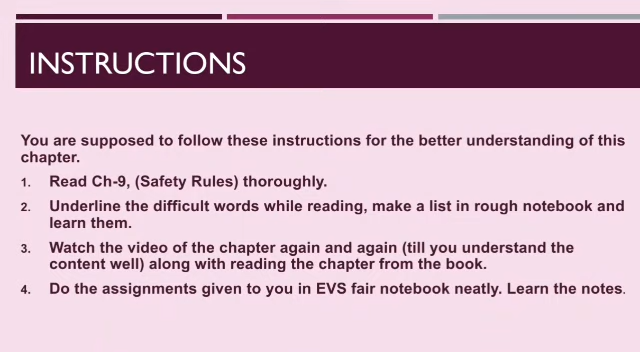 INSTRUCTIONS
You are supposed to follow these instructions for the better understanding of this
chapter.
1. Read Ch-9, (Safety Rules) thoroughly.
2. Underline the difficult words while reading, make a list in rough notebook and
learn them.
3. Watch the video of the chapter again and again (till you understand the
content well) along with reading the chapter from the book.
4. Do the assignments given to you in EVS fair notebook neatly. Learn the notes.